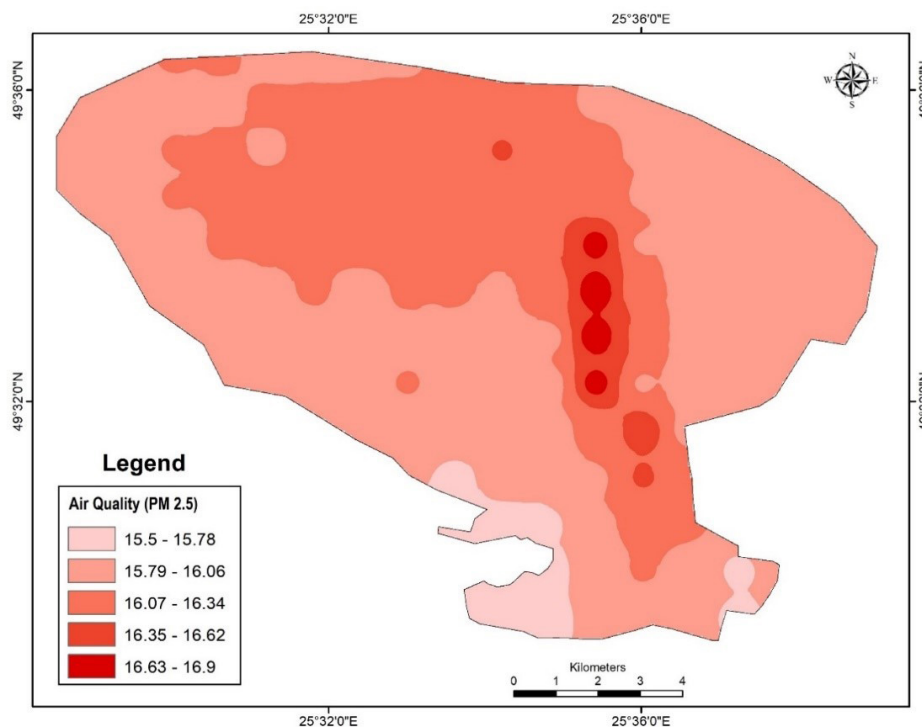 25°32'0"E 25°36'0"E
N
W E
S
49°36'0"N
49°32'0"N
Legend
Air Quality (PM 2.5)
15.5 - 15.78
15.79 - 16.06
16.07 - 16.34
16.35 - 16.62
16.63 - 16.9
Kilometers
0 1 2 3 4
25°32'0"E 25°36'0"E